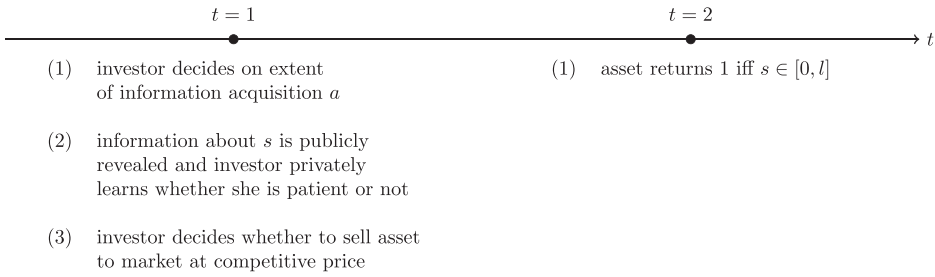 t = 1
t = 2
t
(1) investor decides on extent
of information acquisition a
(1) asset returns 1 iff s ∈ [0, l]
(2) information about s is publicly
revealed and investor privately
learns whether she is patient or not
(3) investor decides whether to sell asset
to market at competitive price